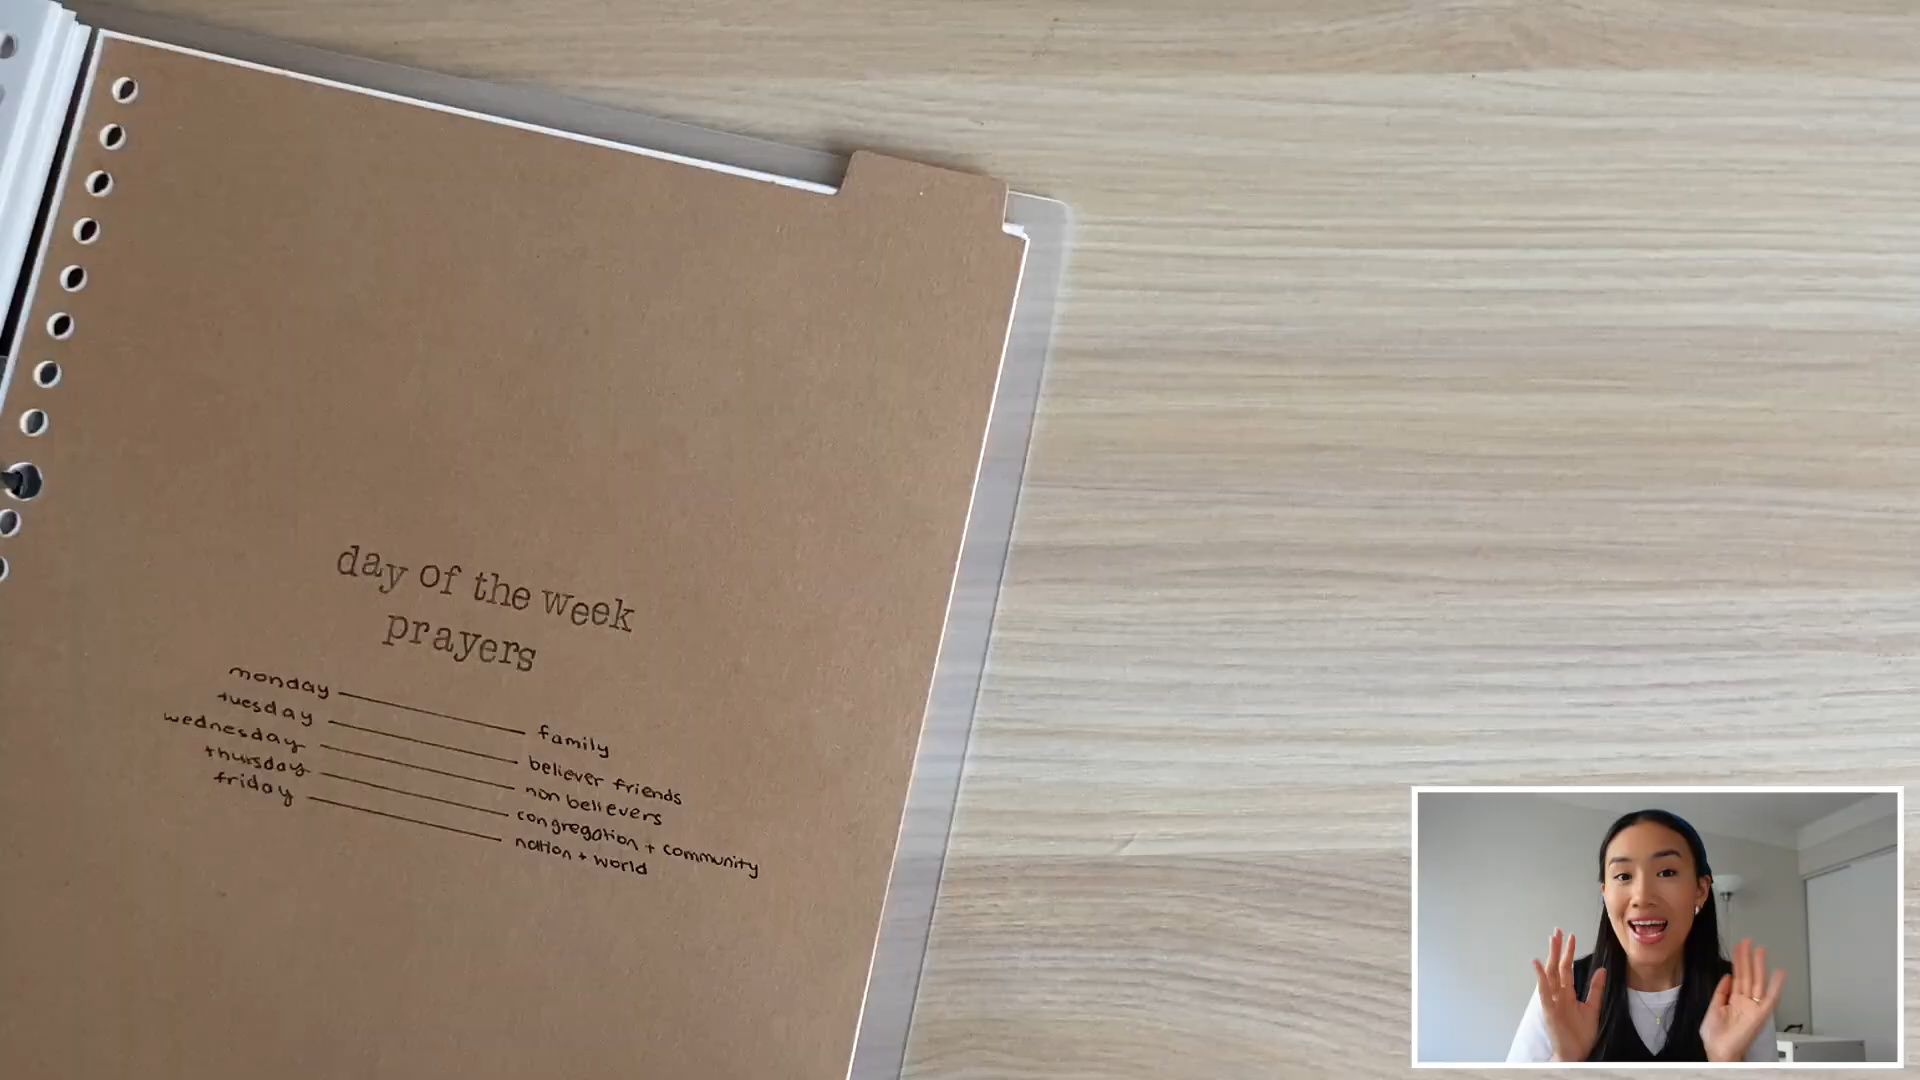 day of the week
prayers
monday family
tuesday believer friends
wednesday non believers
thursday congregation + community
friday nation + world